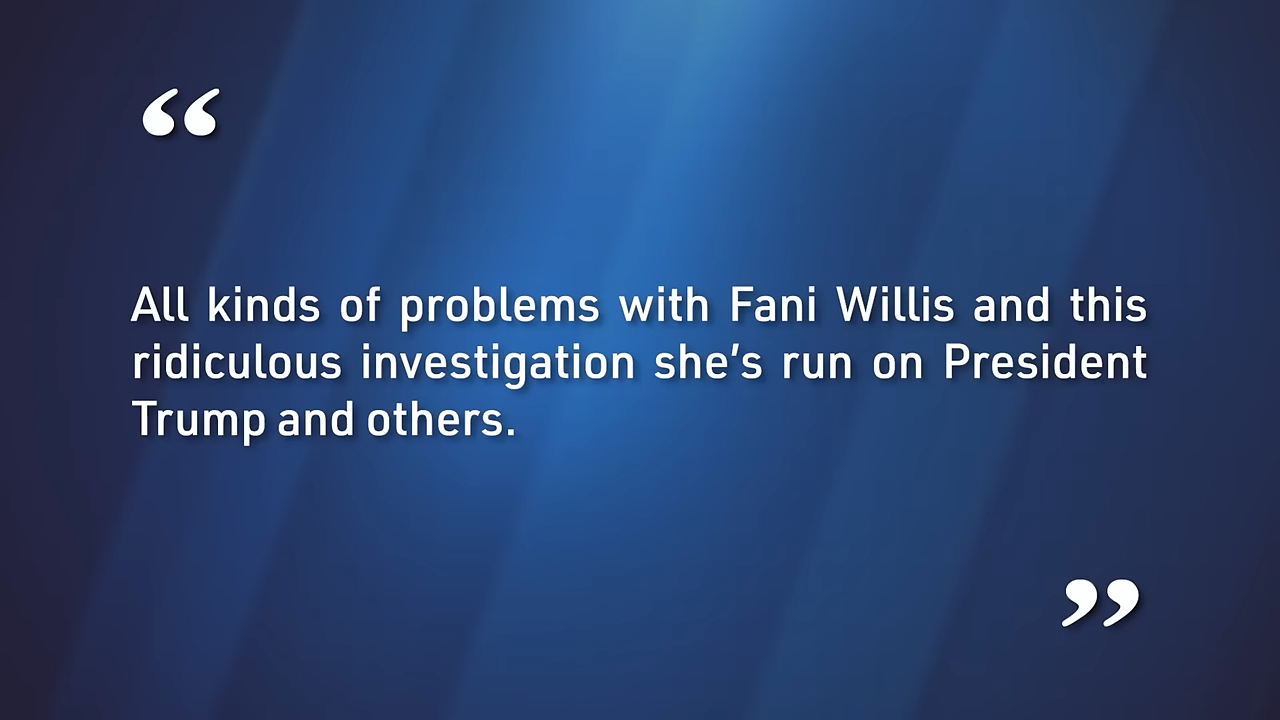 “
All kinds of problems with Fani Willis and this
ridiculous investigation she’s run on President
Trump and others.
”